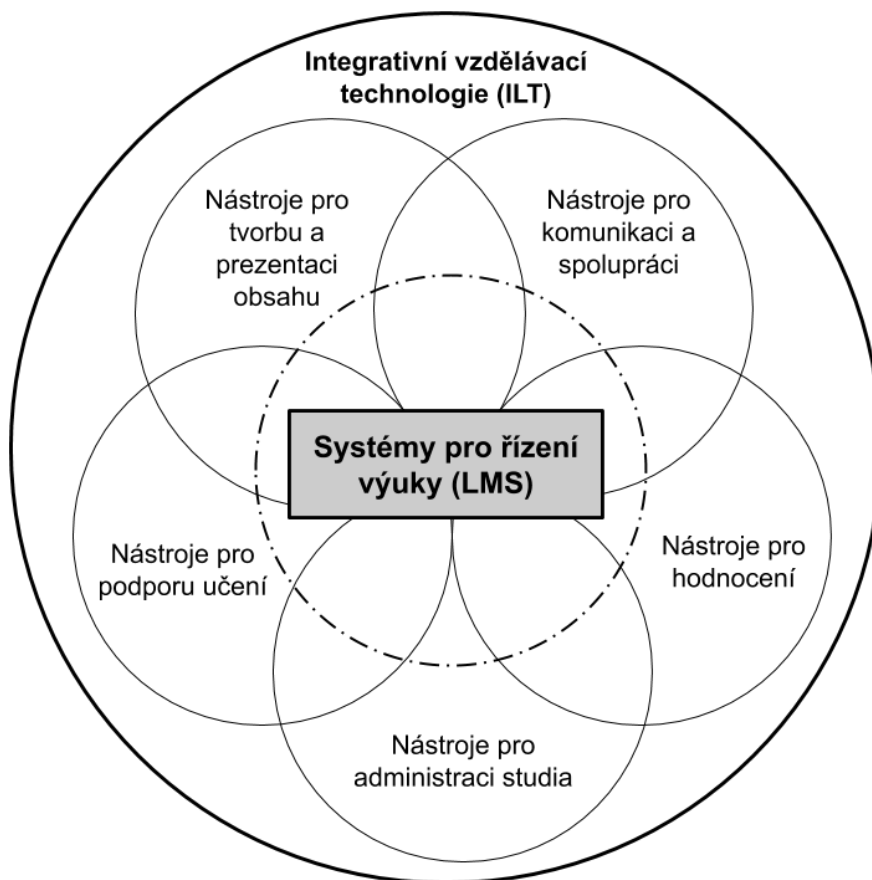 Integrativní vzdělávací
technologie (ILT)
Nástroje pro
tvorbu a
prezentaci
obsahu
Nástroje pro
komunikaci a
spolupráci
Systémy pro řízení
výuky (LMS)
Nástroje pro
podporu učení
Nástroje pro
hodnocení
Nástroje pro
administraci studia